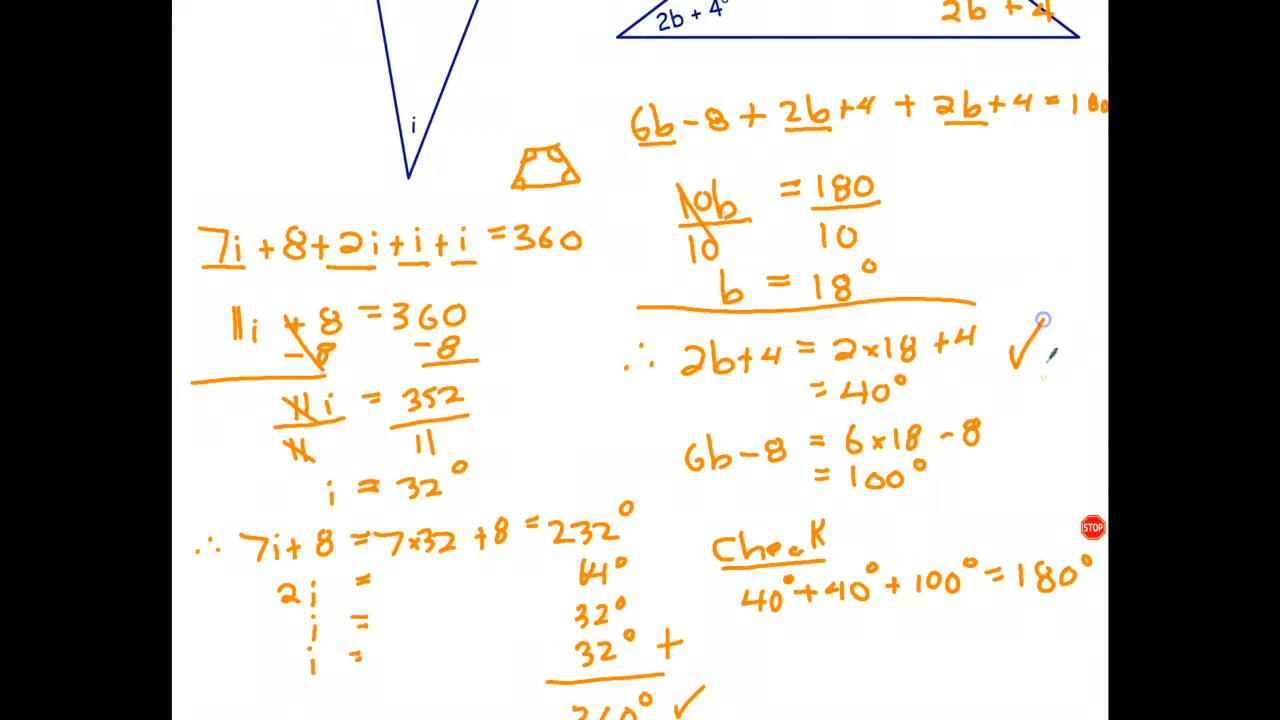 i
7i + 8 + 2i + i + i = 360
11i + 8 = 360
- 8 - 8
11i = 352
11 11
i = 32°
∴ 7i + 8 = 7×32 + 8 = 232°
2i = 64°
i = 32°
i = 32° +
360° ✓
2b + 4° 2b + 4
6b - 8 + 2b + 4 + 2b + 4 = 180
10b = 180
10 10
b = 18°
∴ 2b + 4 = 2×18 + 4 ✓
= 40°
6b - 8 = 6×18 - 8
= 100°
STOP
Check
40° + 40° + 100° = 180°